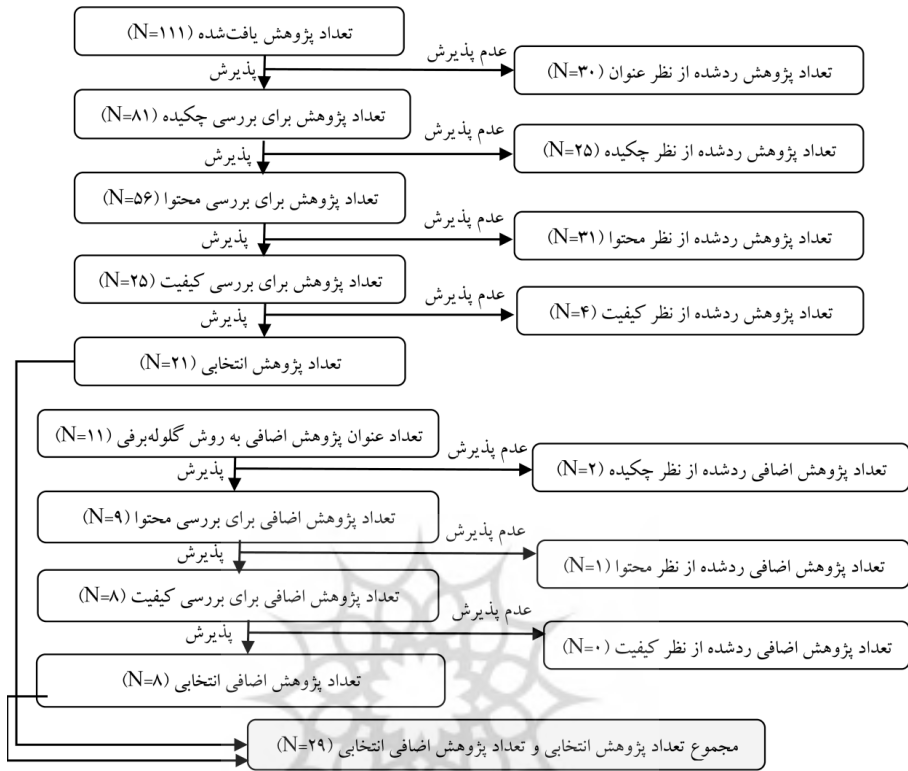 تعداد پژوهش یافت‌شده (N=۱۱۱)
عدم پذیرش
پذیرش
تعداد پژوهش ردشده از نظر عنوان (N=۳۰)
تعداد پژوهش برای بررسی چکیده (N=۸۱)
عدم پذیرش
پذیرش
تعداد پژوهش ردشده از نظر چکیده (N=۲۵)
تعداد پژوهش برای بررسی محتوا (N=۵۶)
عدم پذیرش
پذیرش
تعداد پژوهش ردشده از نظر محتوا (N=۳۱)
تعداد پژوهش برای بررسی کیفیت (N=۲۵)
عدم پذیرش
پذیرش
تعداد پژوهش ردشده از نظر کیفیت (N=۴)
تعداد پژوهش انتخابی (N=۲۱)
تعداد عنوان پژوهش اضافی به روش گلوله‌برفی (N=۱۱)
عدم پذیرش
پذیرش
تعداد پژوهش اضافی ردشده از نظر چکیده (N=۲)
تعداد پژوهش اضافی برای بررسی محتوا (N=۹)
عدم پذیرش
پذیرش
تعداد پژوهش اضافی ردشده از نظر محتوا (N=۱)
تعداد پژوهش اضافی برای بررسی کیفیت (N=۸)
عدم پذیرش
پذیرش
تعداد پژوهش اضافی ردشده از نظر کیفیت (N=۰)
تعداد پژوهش اضافی انتخابی (N=۸)
مجموع تعداد پژوهش انتخابی و تعداد پژوهش اضافی انتخابی (N=۲۹)